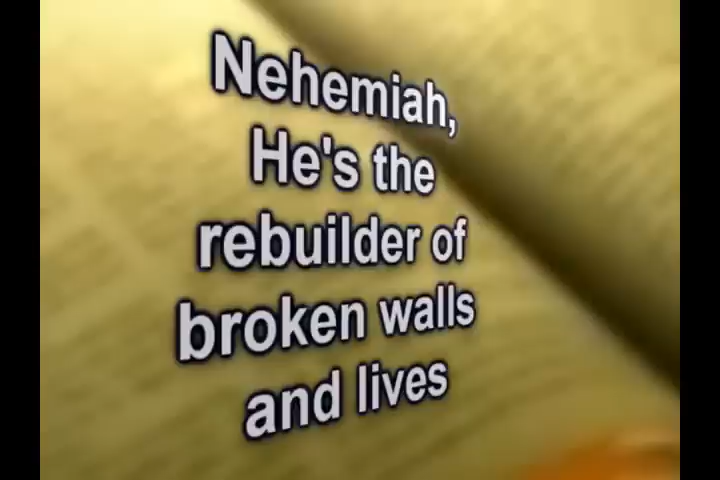 Nehemiah,
He's the
rebuilder of
broken walls
and lives